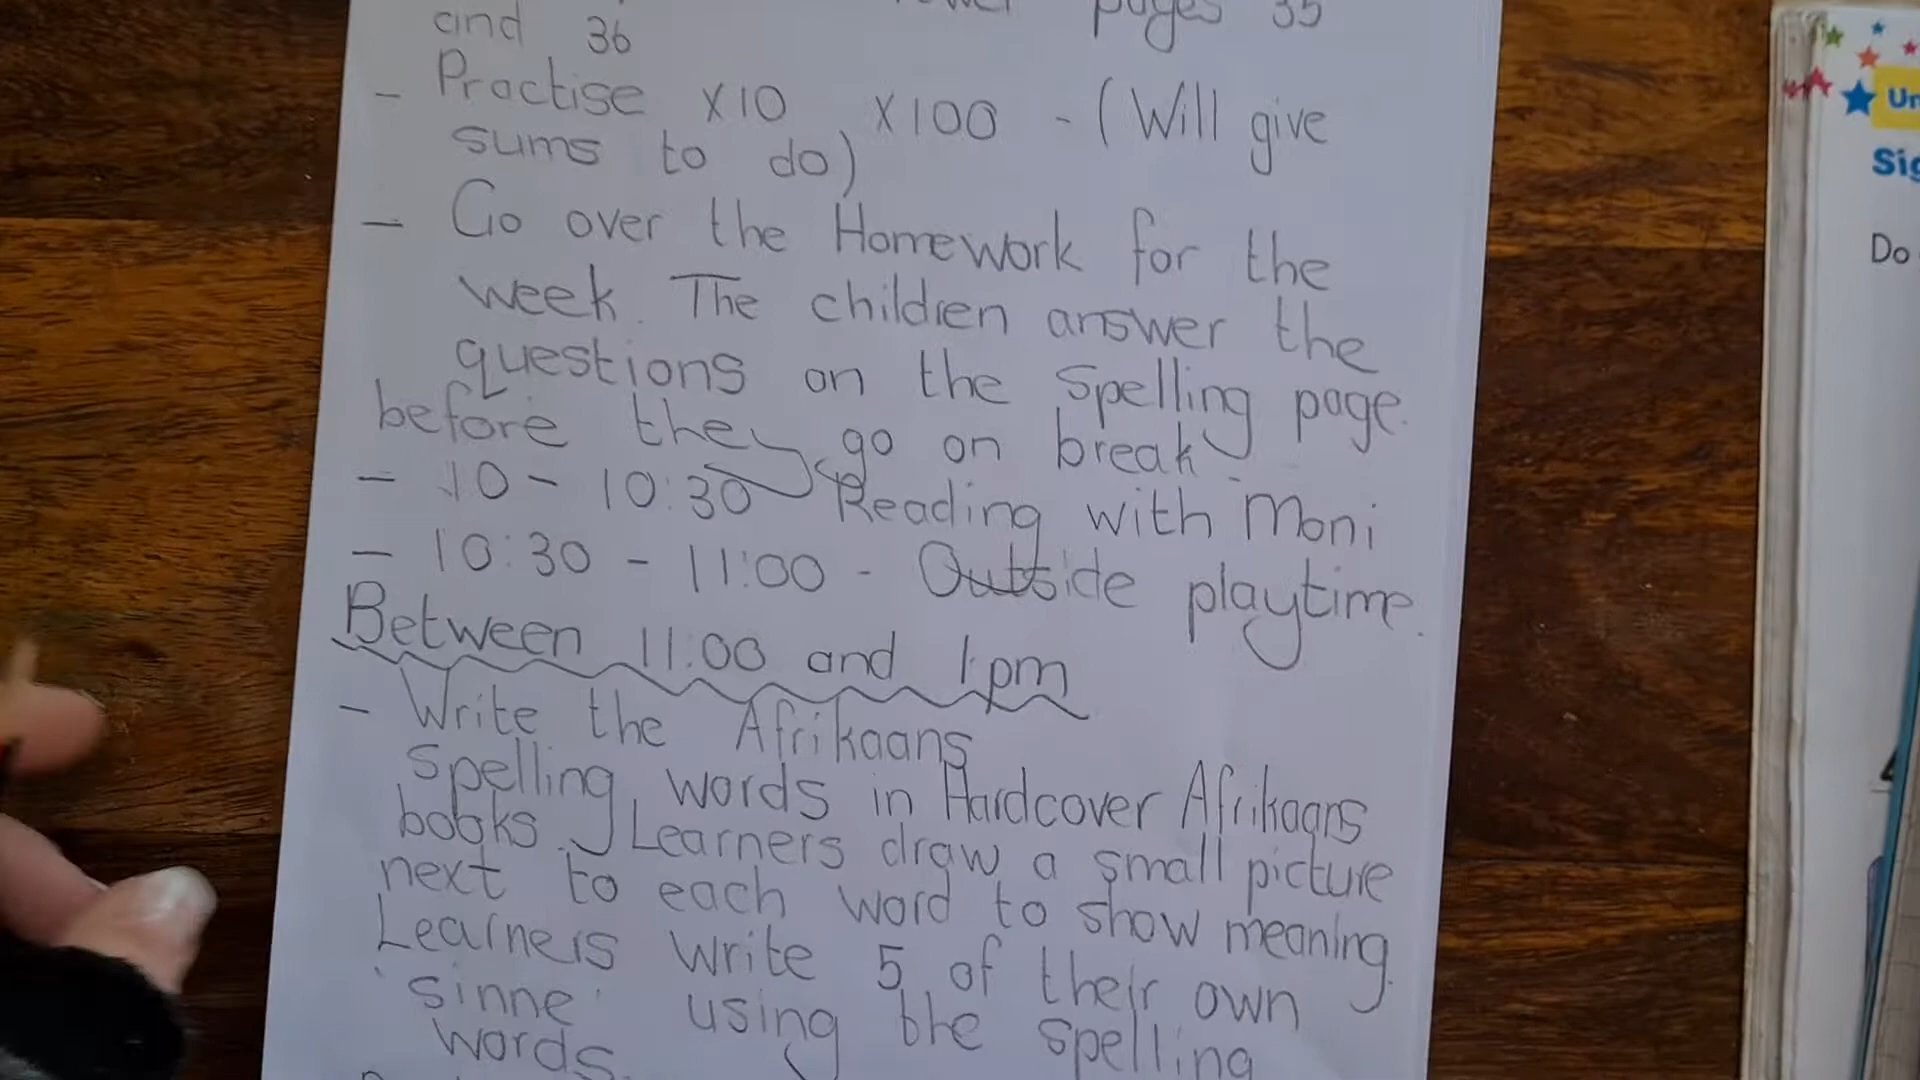 pages 35
and 36
- Practise x10 x100 - (Will give
sums to do)
- Go over the Homework for the
week. The children answer the
questions on the spelling page.
before they go on break.
- 10 - 10:30 Reading with Moni
- 10:30 - 11:00 - Outside playtime.
Between 11:00 and 1pm
- Write the Afrikaans
spelling words in Hardcover Afrikaans
books. Learners draw a small picture
next to each word to show meaning.
Learners write 5 of their own
'sinne' using the spelling
words.
Do